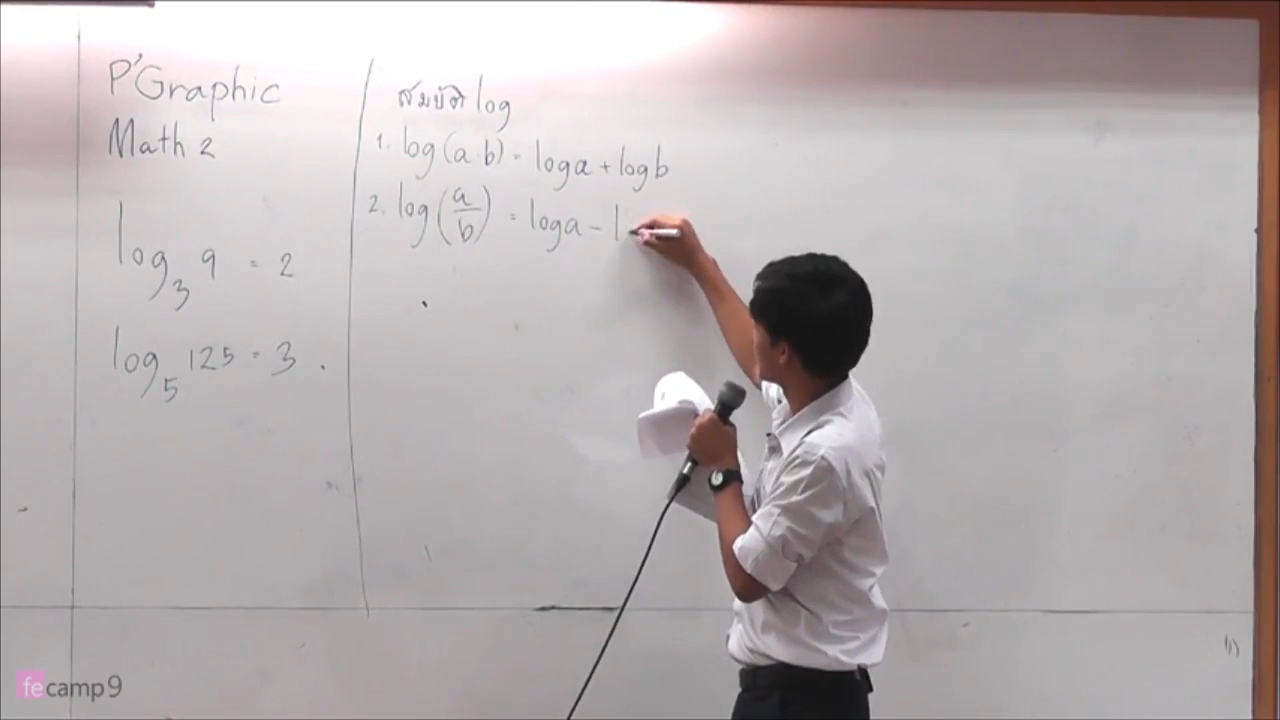 P'Graphic
Math 2
log₃ 9 = 2
log₅ 125 = 3
สมบัติ log
1. log(a·b) = log a + log b
2. log(a/b) = log a - l
fecamp9